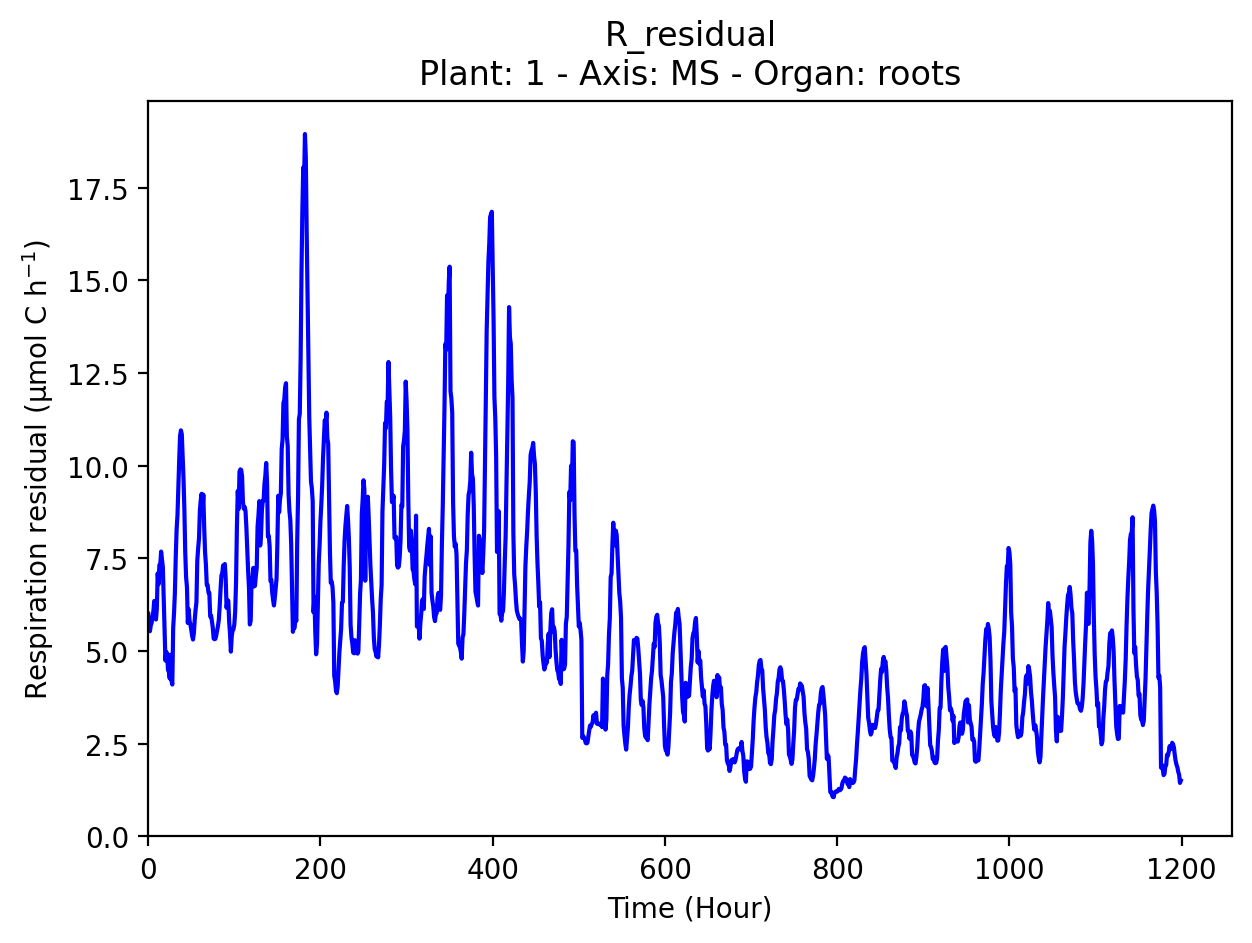 R_residual
Plant: 1 - Axis: MS - Organ: roots
Respiration residual (µmol C h⁻¹)
17.5
15.0
12.5
10.0
7.5
5.0
2.5
0.0
0 200 400 600 800 1000 1200
Time (Hour)